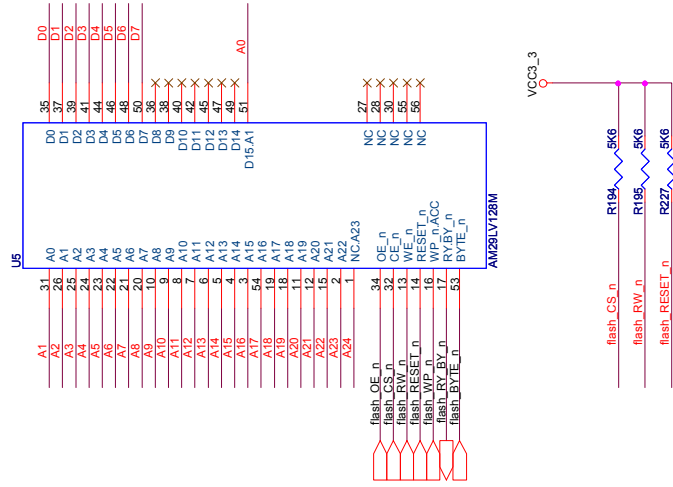 D0
D1
D2
D3
D4
D5
D6
D7
A0
35
37
39
41
44
46
48
50
36
38
40
42
45
47
49
51
27
28
30
55
56
D0
D1
D2
D3
D4
D5
D6
D7
D8
D9
D10
D11
D12
D13
D14
D15.A1
NC
NC
NC
NC
NC
U5
AM29LV128M
A0
A1
A2
A3
A4
A5
A6
A7
A8
A9
A10
A11
A12
A13
A14
A15
A16
A17
A18
A19
A20
A21
A22
NC.A23
OE_n
CE_n
WE_n
RESET_n
WP_n.ACC
RY.BY_n
BYTE_n
31
26
25
24
23
22
21
20
10
9
8
7
6
5
4
3
54
19
18
11
12
15
2
1
34
32
13
14
16
17
53
A1
A2
A3
A4
A5
A6
A7
A8
A9
A10
A11
A12
A13
A14
A15
A16
A17
A18
A19
A20
A21
A22
A23
A24
flash_OE_n
flash_CS_n
flash_RW_n
flash_RESET_n
flash_WP_n
flash_RY_BY_n
flash_BYTE_n
VCC3_3
5K6
5K6
5K6
R194
R195
R227
flash_CS_n
flash_RW_n
flash_RESET_n